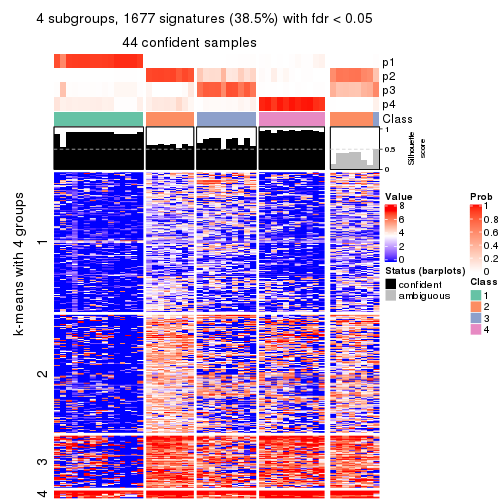 4 subgroups, 1677 signatures (38.5%) with fdr < 0.05
44 confident samples
p1
p2
p3
p4
Class
1
0.5
0
Silhouette
score
k-means with 4 groups
1
2
3
4
Value
8
6
4
2
0
Status (barplots)
confident
ambiguous
Prob
1
0.8
0.6
0.4
0.2
0
Class
1
2
3
4